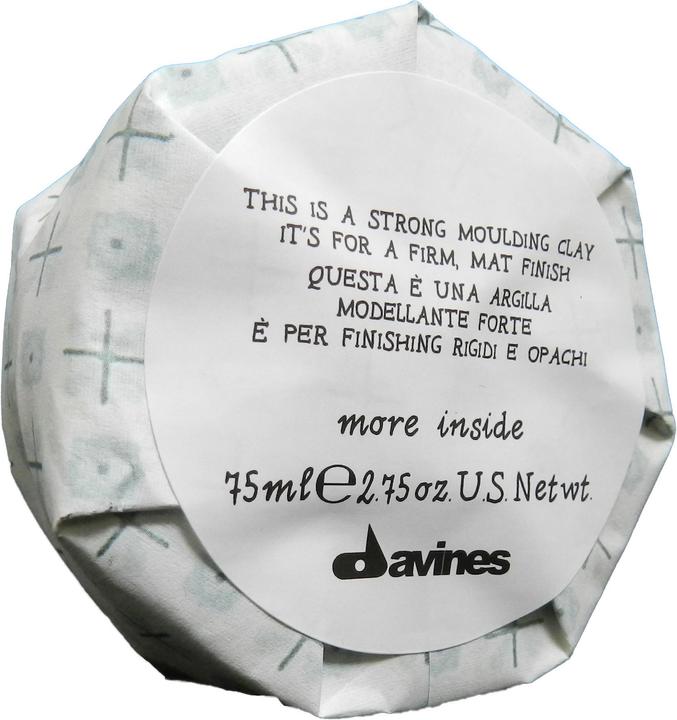 THIS IS A STRONG MOULDING CLAY
IT'S FOR A FIRM, MAT FINISH
QUESTA È UNA ARGILLA
MODELLANTE FORTE
È PER FINISHING RIGIDI E OPACHI
more inside
75ml℮2.75oz.U.S.Netwt.
davines